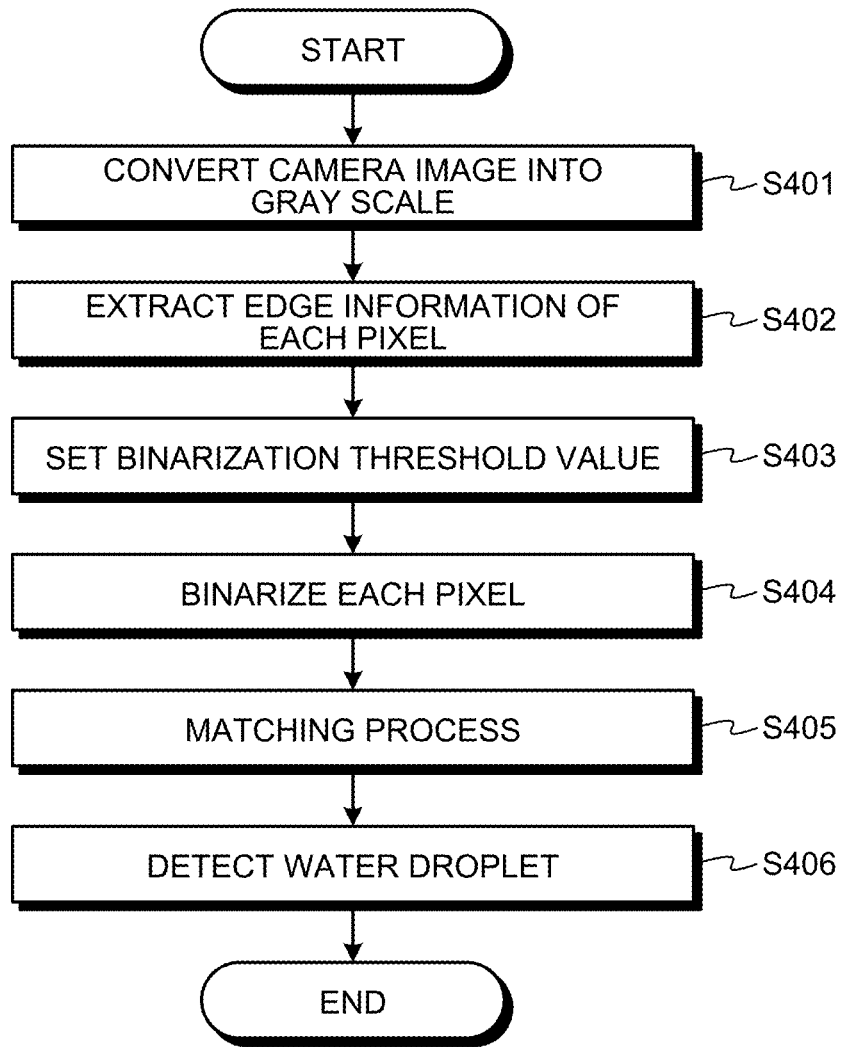 START
CONVERT CAMERA IMAGE INTO
GRAY SCALE
S401
EXTRACT EDGE INFORMATION OF
EACH PIXEL
S402
SET BINARIZATION THRESHOLD VALUE
S403
BINARIZE EACH PIXEL
S404
MATCHING PROCESS
S405
DETECT WATER DROPLET
S406
END